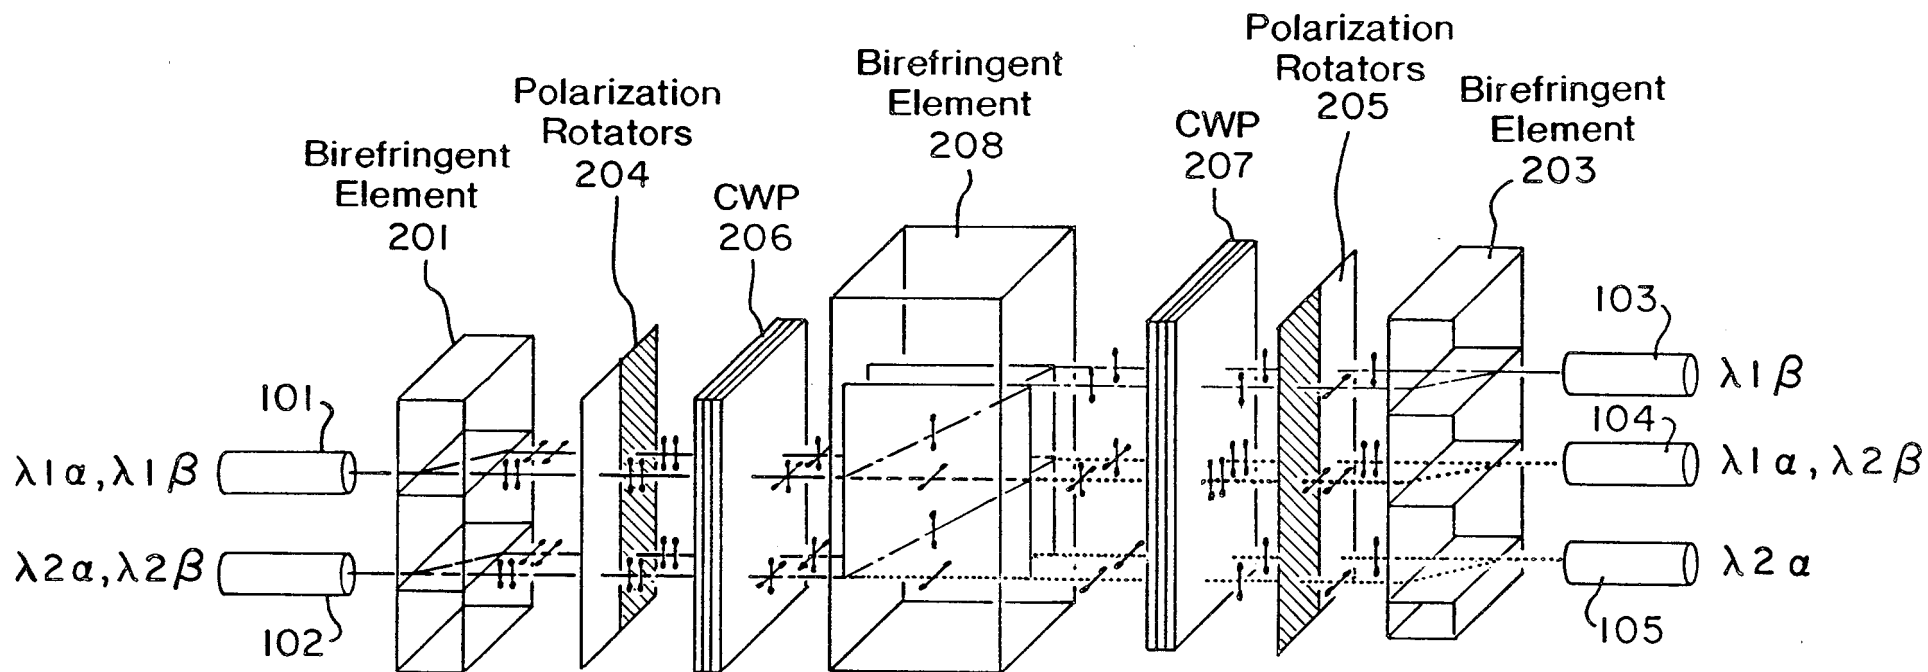 Birefringent
Element
201
Polarization
Rotators
204
CWP
206
Birefringent
Element
208
CWP
207
Polarization
Rotators
205
Birefringent
Element
203
101
λ1α, λ1β
λ2α, λ2β
102
103
λ1β
104
λ1α, λ2β
λ2α
105